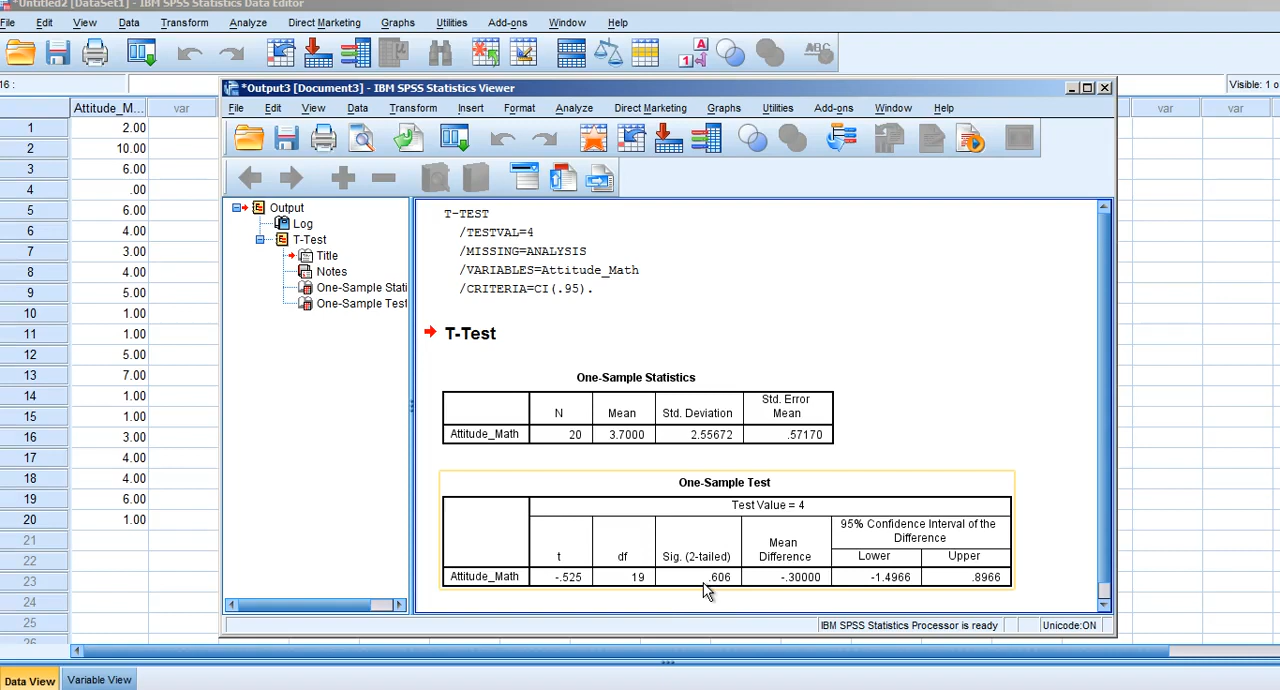 *Untitled2 [DataSet1] - IBM SPSS Statistics Data Editor
File Edit View Data Transform Analyze Direct Marketing Graphs Utilities Add-ons Window Help
A
1
ABC
16 :
Visible: 1 o
Attitude_M... var var var
1 2.00
2 10.00
3 6.00
4 .00
5 6.00
6 4.00
7 3.00
8 4.00
9 5.00
10 1.00
11 1.00
12 5.00
13 7.00
14 1.00
15 1.00
16 3.00
17 4.00
18 4.00
19 6.00
20 1.00
21
22
23
24
25
26
*Output3 [Document3] - IBM SPSS Statistics Viewer
File Edit View Data Transform Insert Format Analyze Direct Marketing Graphs Utilities Add-ons Window Help
Output
Log
T-Test
Title
Notes
One-Sample Stati
One-Sample Test
T-TEST
/TESTVAL=4
/MISSING=ANALYSIS
/VARIABLES=Attitude_Math
/CRITERIA=CI(.95).
T-Test
One-Sample Statistics
N Mean Std. Deviation Std. Error Mean
Attitude_Math 20 3.7000 2.55672 .57170
One-Sample Test
Test Value = 4
t df Sig. (2-tailed) Mean Difference 95% Confidence Interval of the Difference
Lower Upper
Attitude_Math -.525 19 .606 -.30000 -1.4966 .8966
IBM SPSS Statistics Processor is ready Unicode:ON
Data View Variable View